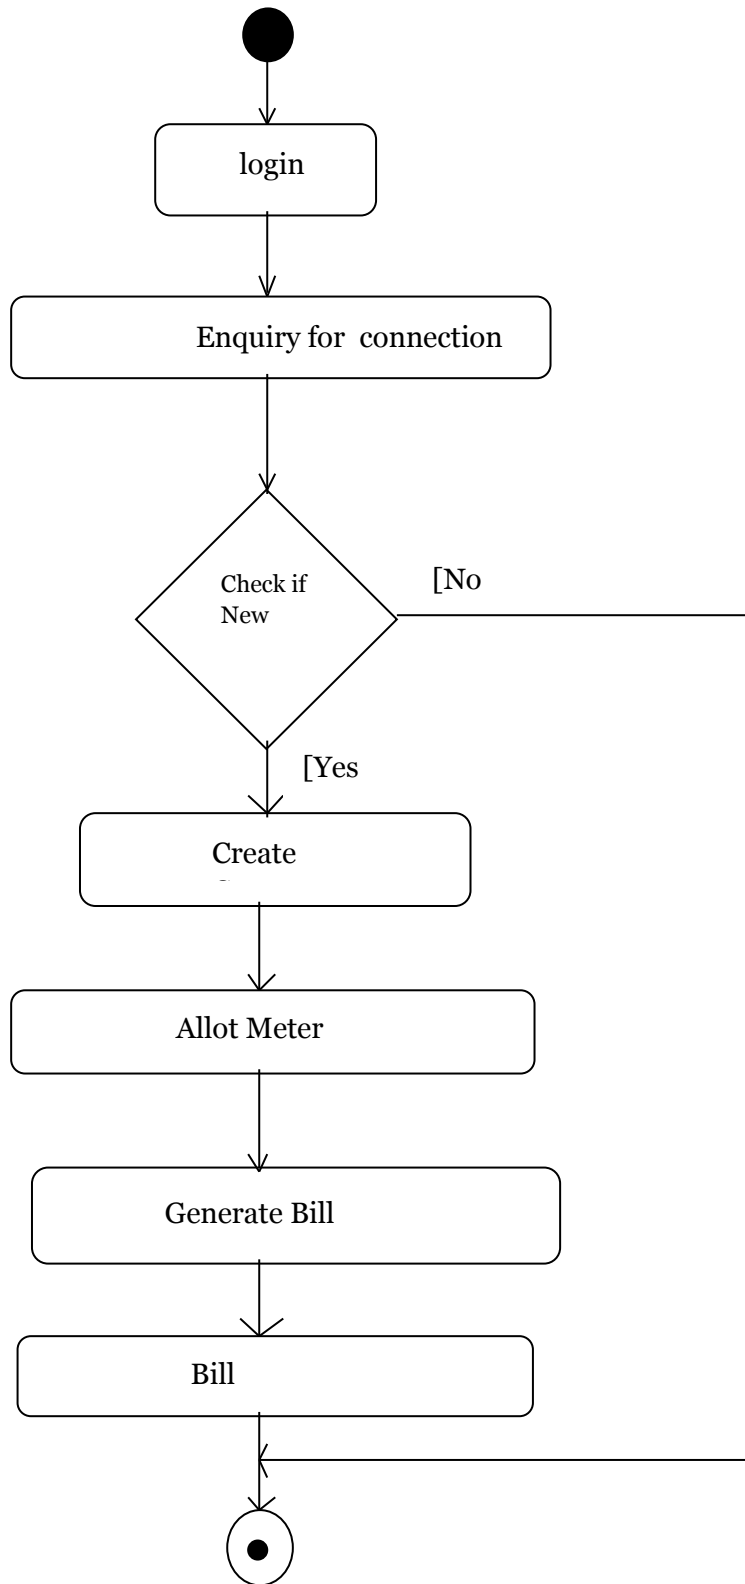 login
Enquiry for  connection
Check if
New
[No
[Yes
Create
Allot Meter
Generate Bill
Bill